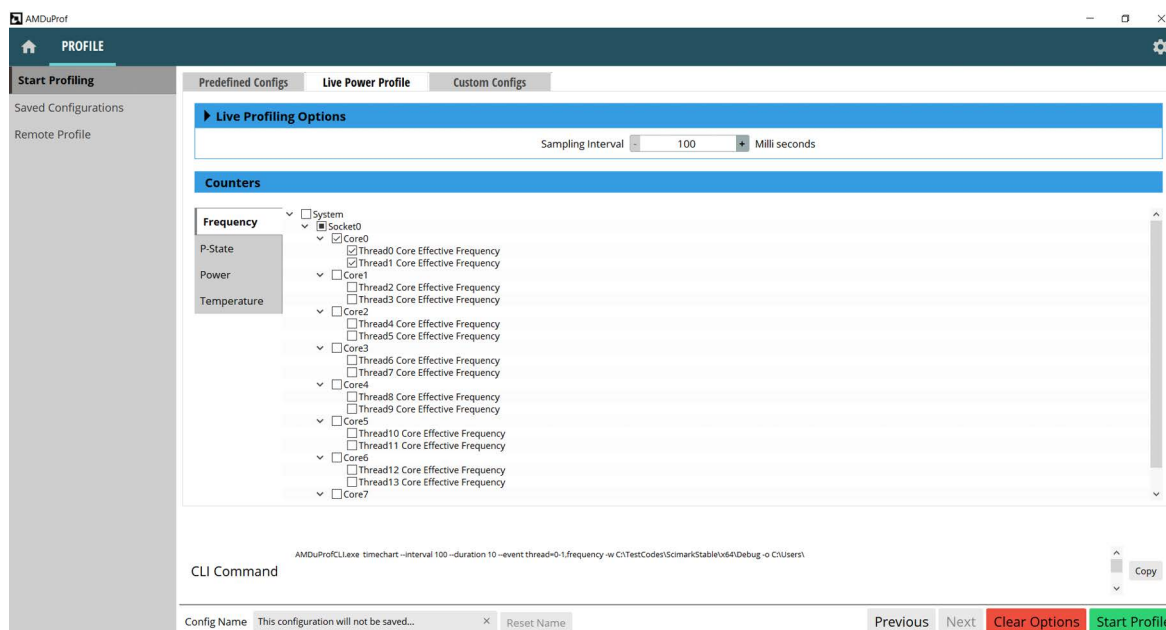 AMDuProf
PROFILE
Start Profiling
Saved Configurations
Remote Profile
Predefined Configs
Live Power Profile
Custom Configs
Live Profiling Options
Sampling Interval - 100 + Milli seconds
Counters
Frequency
P-State
Power
Temperature
System
Socket0
Core0
Thread0 Core Effective Frequency
Thread1 Core Effective Frequency
Core1
Thread2 Core Effective Frequency
Thread3 Core Effective Frequency
Core2
Thread4 Core Effective Frequency
Thread5 Core Effective Frequency
Core3
Thread6 Core Effective Frequency
Thread7 Core Effective Frequency
Core4
Thread8 Core Effective Frequency
Thread9 Core Effective Frequency
Core5
Thread10 Core Effective Frequency
Thread11 Core Effective Frequency
Core6
Thread12 Core Effective Frequency
Thread13 Core Effective Frequency
Core7
AMDuProfCLI.exe timechart --interval 100 --duration 10 --event thread=0-1,frequency -w C:\TestCodes\ScimarkStable\x64\Debug -o C:\Users\
CLI Command
Copy
Config Name This configuration will not be saved... Reset Name
Previous Next Clear Options Start Profile